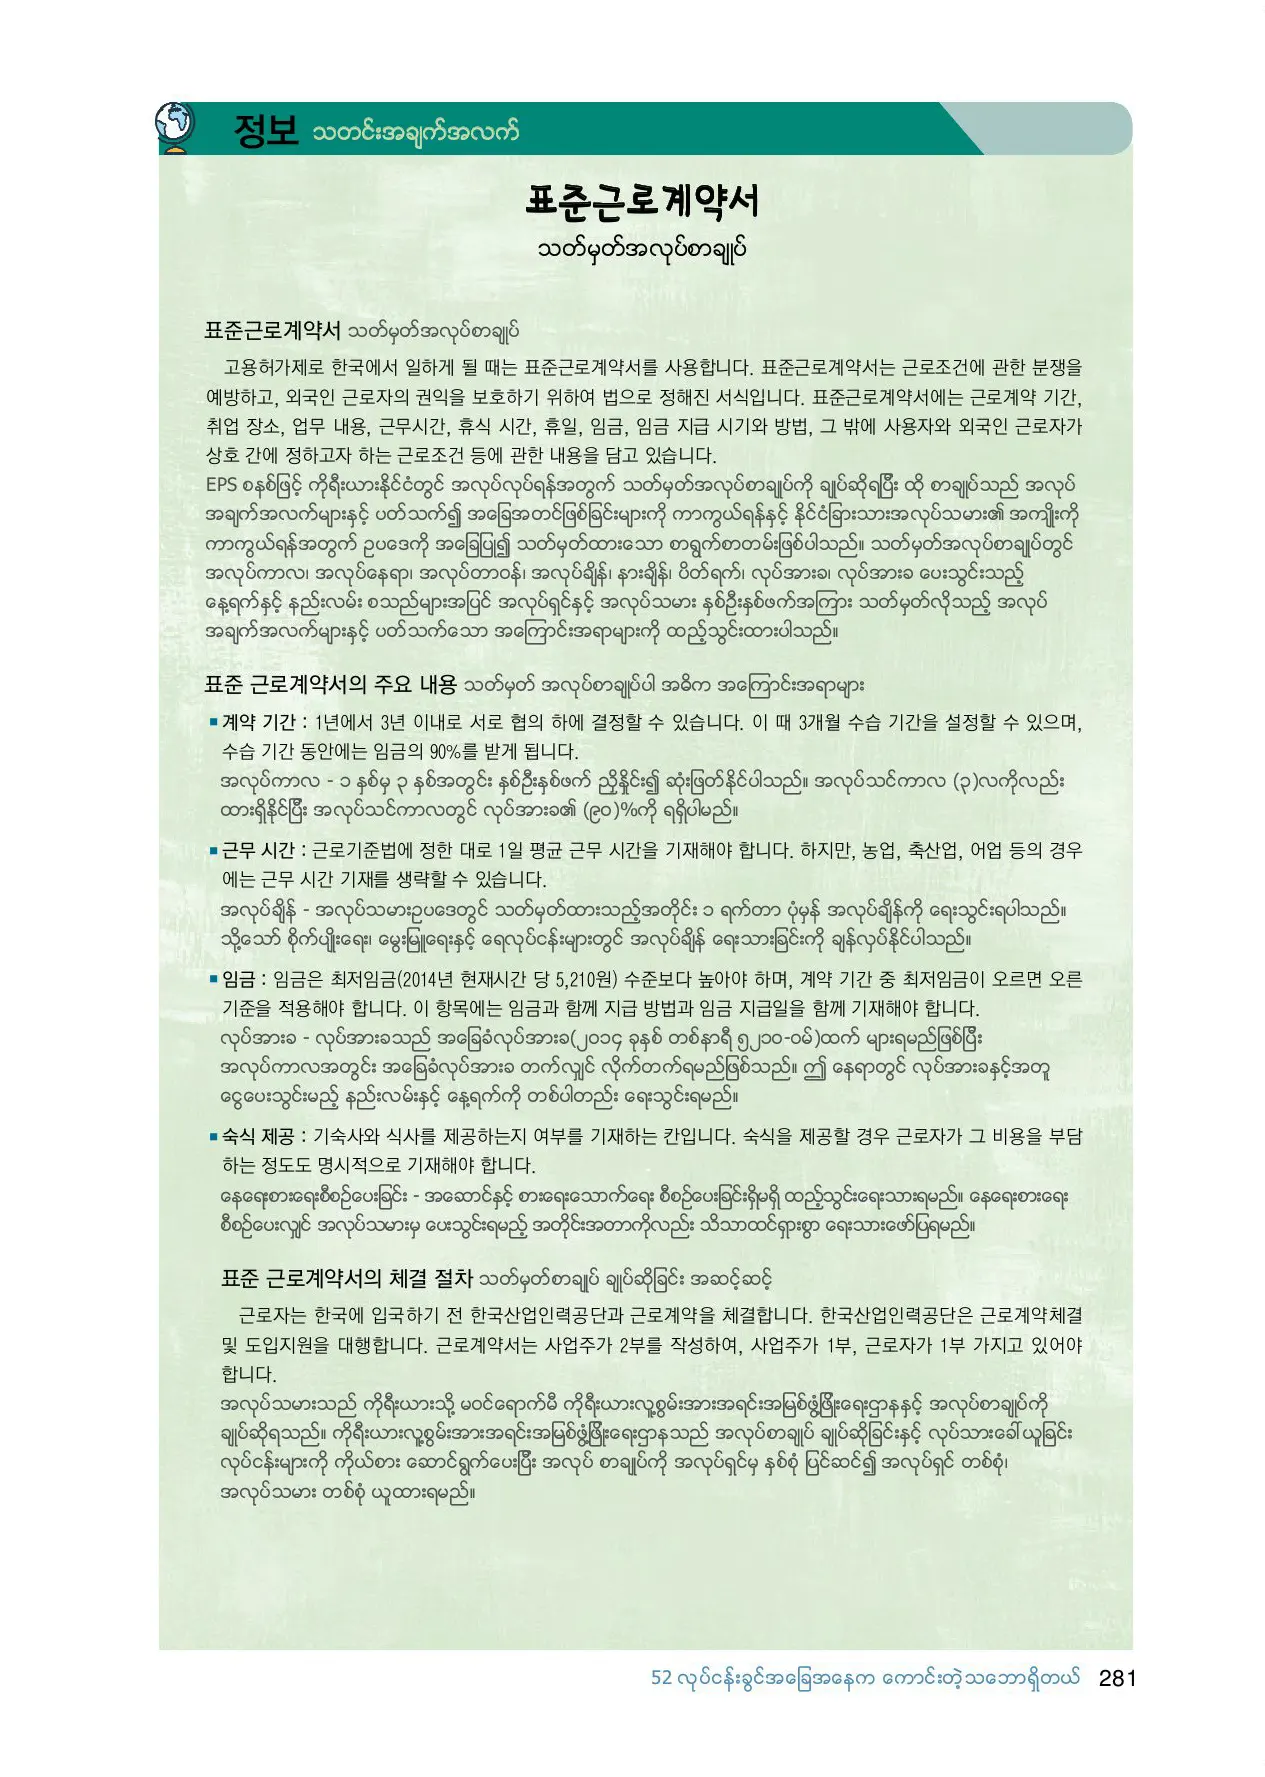 정보 သတင်းအချက်အလက်
표준근로계약서
သတ်မှတ်အလုပ်စာချုပ်
표준근로계약서 သတ်မှတ်အလုပ်စာချုပ်
고용허가제로 한국에서 일하게 될 때는 표준근로계약서를 사용합니다. 표준근로계약서는 근로조건에 관한 분쟁을
예방하고, 외국인 근로자의 권익을 보호하기 위하여 법으로 정해진 서식입니다. 표준근로계약서에는 근로계약 기간,
취업 장소, 업무 내용, 근무시간, 휴식 시간, 휴일, 임금, 임금 지급 시기와 방법, 그 밖에 사용자와 외국인 근로자가
상호 간에 정하고자 하는 근로조건 등에 관한 내용을 담고 있습니다.
EPS စနစ်ဖြင့် ကိုရီးယားနိုင်ငံတွင် အလုပ်လုပ်ရန်အတွက် သတ်မှတ်အလုပ်စာချုပ်ကို ချုပ်ဆိုရပြီး ထို စာချုပ်သည် အလုပ်
အချက်အလက်များနှင့် ပတ်သက်၍ အခြေအတင်ဖြစ်ခြင်းများကို ကာကွယ်ရန်နှင့် နိုင်ငံခြားသားအလုပ်သမား၏ အကျိုးကို
ကာကွယ်ရန်အတွက် ဥပဒေကို အခြေပြု၍ သတ်မှတ်ထားသော စာရွက်စာတမ်းဖြစ်ပါသည်။ သတ်မှတ်အလုပ်စာချုပ်တွင်
အလုပ်ကာလ၊ အလုပ်နေရာ၊ အလုပ်တာဝန်၊ အလုပ်ချိန်၊ နားချိန်၊ ပိတ်ရက်၊ လုပ်အားခ၊ လုပ်အားခ ပေးသွင်းသည့်
နေ့ရက်နှင့် နည်းလမ်း စသည်များအပြင် အလုပ်ရှင်နှင့် အလုပ်သမား နှစ်ဦးနှစ်ဖက်အကြား သတ်မှတ်လိုသည့် အလုပ်
အချက်အလက်များနှင့် ပတ်သက်သော အကြောင်းအရာများကို ထည့်သွင်းထားပါသည်။
표준 근로계약서의 주요 내용 သတ်မှတ် အလုပ်စာချုပ်ပါ အဓိက အကြောင်းအရာများ
▪ 계약 기간 : 1년에서 3년 이내로 서로 협의 하에 결정할 수 있습니다. 이 때 3개월 수습 기간을 설정할 수 있으며,
수습 기간 동안에는 임금의 90%를 받게 됩니다.
အလုပ်ကာလ - ၁ နှစ်မှ ၃ နှစ်အတွင်း နှစ်ဦးနှစ်ဖက် ညှိနှိုင်း၍ ဆုံးဖြတ်နိုင်ပါသည်။ အလုပ်သင်ကာလ (၃)လကိုလည်း
ထားရှိနိုင်ပြီး အလုပ်သင်ကာလတွင် လုပ်အားခ၏ (၉၀)%ကို ရရှိပါမည်။
▪ 근무 시간 : 근로기준법에 정한 대로 1일 평균 근무 시간을 기재해야 합니다. 하지만, 농업, 축산업, 어업 등의 경우
에는 근무 시간 기재를 생략할 수 있습니다.
အလုပ်ချိန် - အလုပ်သမားဥပဒေတွင် သတ်မှတ်ထားသည့်အတိုင်း ၁ ရက်တာ ပုံမှန် အလုပ်ချိန်ကို ရေးသွင်းရပါသည်။
သို့သော် စိုက်ပျိုးရေး၊ မွေးမြူရေးနှင့် ရေလုပ်ငန်းများတွင် အလုပ်ချိန် ရေးသားခြင်းကို ချန်လှပ်နိုင်ပါသည်။
▪ 임금 : 임금은 최저임금(2014년 현재시간 당 5,210원) 수준보다 높아야 하며, 계약 기간 중 최저임금이 오르면 오른
기준을 적용해야 합니다. 이 항목에는 임금과 함께 지급 방법과 임금 지급일을 함께 기재해야 합니다.
လုပ်အားခ - လုပ်အားခသည် အခြေခံလုပ်အားခ(၂၀၁၄ ခုနှစ် တစ်နာရီ ၅၂၁၀-ဝမ်)ထက် များရမည်ဖြစ်ပြီး
အလုပ်ကာလအတွင်း အခြေခံလုပ်အားခ တက်လျှင် လိုက်တက်ရမည်ဖြစ်သည်။ ဤ နေရာတွင် လုပ်အားခနှင့်အတူ
ငွေပေးသွင်းမည့် နည်းလမ်းနှင့် နေ့ရက်ကို တစ်ပါတည်း ရေးသွင်းရမည်။
▪ 숙식 제공 : 기숙사와 식사를 제공하는지 여부를 기재하는 칸입니다. 숙식을 제공할 경우 근로자가 그 비용을 부담
하는 정도도 명시적으로 기재해야 합니다.
နေရေးစားရေးစီစဉ်ပေးခြင်း - အဆောင်နှင့် စားရေးသောက်ရေး စီစဉ်ပေးခြင်းရှိမရှိ ထည့်သွင်းရေးသားရမည်။ နေရေးစားရေး
စီစဉ်ပေးလျှင် အလုပ်သမားမှ ပေးသွင်းရမည့် အတိုင်းအတာကိုလည်း သိသာထင်ရှားစွာ ရေးသားဖော်ပြရမည်။
표준 근로계약서의 체결 절차 သတ်မှတ်စာချုပ် ချုပ်ဆိုခြင်း အဆင့်ဆင့်
근로자는 한국에 입국하기 전 한국산업인력공단과 근로계약을 체결합니다. 한국산업인력공단은 근로계약체결
및 도입지원을 대행합니다. 근로계약서는 사업주가 2부를 작성하여, 사업주가 1부, 근로자가 1부 가지고 있어야
합니다.
အလုပ်သမားသည် ကိုရီးယားသို့ မဝင်ရောက်မီ ကိုရီးယားလူ့စွမ်းအားအရင်းအမြစ်ဖွံ့ဖြိုးရေးဌာနနှင့် အလုပ်စာချုပ်ကို
ချုပ်ဆိုရသည်။ ကိုရီးယားလူ့စွမ်းအားအရင်းအမြစ်ဖွံ့ဖြိုးရေးဌာနသည် အလုပ်စာချုပ် ချုပ်ဆိုခြင်းနှင့် လုပ်သားခေါ်ယူခြင်း
လုပ်ငန်းများကို ကိုယ်စား ဆောင်ရွက်ပေးပြီး အလုပ် စာချုပ်ကို အလုပ်ရှင်မှ နှစ်စုံ ပြင်ဆင်၍ အလုပ်ရှင် တစ်စုံ၊
အလုပ်သမား တစ်စုံ ယူထားရမည်။
52 လုပ်ငန်းခွင်အခြေအနေက ကောင်းတဲ့သဘောရှိတယ် 281